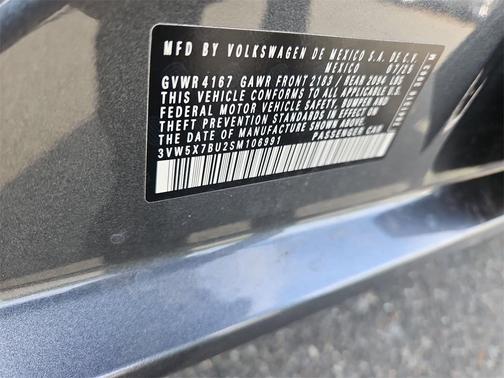 MFD BY VOLKSWAGEN DE MEXICO S.A. DE C.V.
MEXICO 07/25
GVWR 4167 GAWR FRONT 2183 / REAR 2094 LBS
THIS VEHICLE CONFORMS TO ALL APPLICABLE U.S.
FEDERAL MOTOR VEHICLE SAFETY, BUMPER AND
THEFT PREVENTION STANDARDS IN EFFECT ON
THE DATE OF MANUFACTURE SHOWN ABOVE
3VW5X7BU2SM106991 PASSENGER CAR